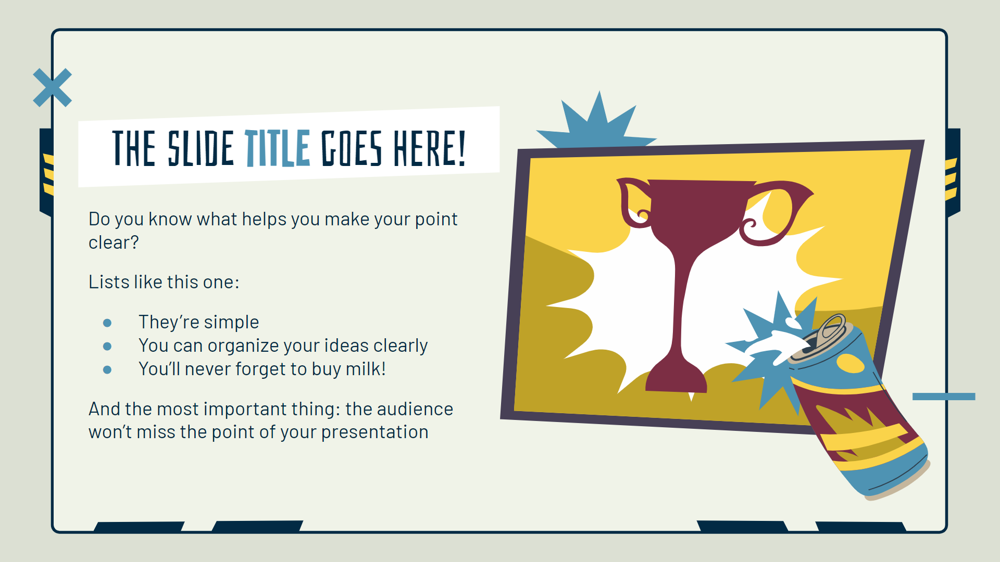 THE SLIDE TITLE GOES HERE!
Do you know what helps you make your point
clear?
Lists like this one:
● They’re simple
● You can organize your ideas clearly
● You’ll never forget to buy milk!
And the most important thing: the audience
won’t miss the point of your presentation